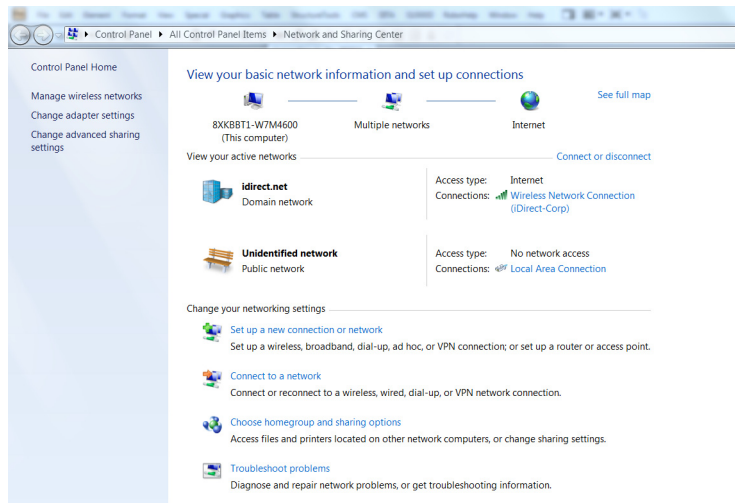 Control Panel ▸ All Control Panel Items ▸ Network and Sharing Center
Control Panel Home
Manage wireless networks
Change adapter settings
Change advanced sharing
settings
View your basic network information and set up connections
See full map
8XKBBT1-W7M4600
(This computer)
Multiple networks
Internet
View your active networks
Connect or disconnect
idirect.net
Domain network
Access type: Internet
Connections: Wireless Network Connection
(iDirect-Corp)
Unidentified network
Public network
Access type: No network access
Connections: Local Area Connection
Change your networking settings
Set up a new connection or network
Set up a wireless, broadband, dial-up, ad hoc, or VPN connection; or set up a router or access point.
Connect to a network
Connect or reconnect to a wireless, wired, dial-up, or VPN network connection.
Choose homegroup and sharing options
Access files and printers located on other network computers, or change sharing settings.
Troubleshoot problems
Diagnose and repair network problems, or get troubleshooting information.